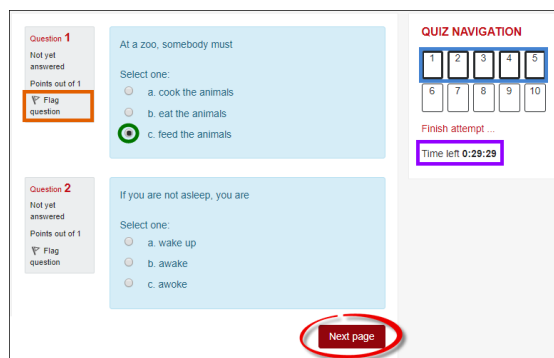 Question 1
Not yet
answered
Points out of 1
Flag
question
At a zoo, somebody must
Select one:
a. cook the animals
b. eat the animals
c. feed the animals
Question 2
Not yet
answered
Points out of 1
Flag
question
If you are not asleep, you are
Select one:
a. wake up
b. awake
c. awoke
Next page
QUIZ NAVIGATION
1 2 3 4 5
6 7 8 9 10
Finish attempt ...
Time left 0:29:29